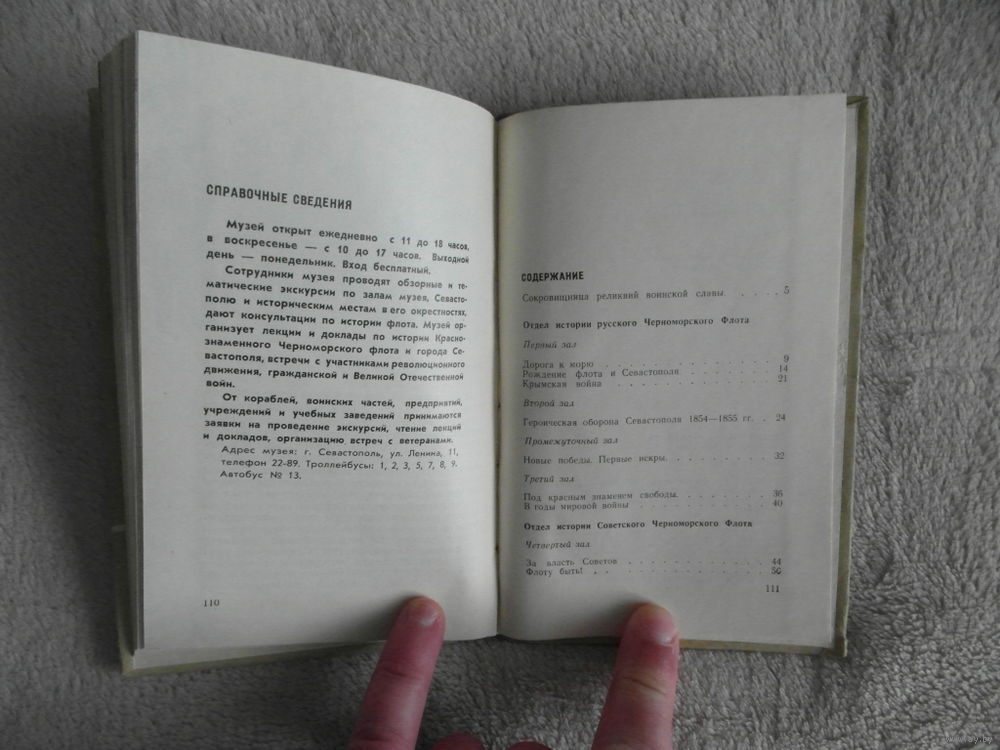 СПРАВОЧНЫЕ СВЕДЕНИЯ
Музей открыт ежедневно с 11 до 18 часов,
в воскресенье — с 10 до 17 часов. Выходной
день — понедельник. Вход бесплатный.
Сотрудники музея проводят обзорные и те-
матические экскурсии по залам музея, Севасто-
полю и историческим местам в его окрестностях,
дают консультации по истории флота. Музей ор-
ганизует лекции и доклады по истории Красно-
знаменного Черноморского флота и города Се-
вастополя, встречи с участниками революционного
движения, гражданской и Великой Отечественной
войн.
От кораблей, воинских частей, предприятий,
учреждений и учебных заведений принимаются
заявки на проведение экскурсий, чтение лекций
и докладов, организацию встреч с ветеранами.
Адрес музея: г. Севастополь, ул. Ленина, 11,
телефон 22-89. Троллейбусы: 1, 2, 3, 5, 7, 8, 9.
Автобус № 13.
110
СОДЕРЖАНИЕ
Сокровищница реликвий воинской славы. . . . . 5
Отдел истории русского Черноморского Флота
Первый зал
Дорога к морю . . . . . . . . . . . 9
Рождение флота и Севастополя . . . . . . 14
Крымская война . . . . . . . . . . 21
Второй зал
Героическая оборона Севастополя 1854—1855 гг. . 24
Промежуточный зал
Новые победы. Первые искры. . . . . . . . 32
Третий зал
Под красным знаменем свободы. . . . . . . 36
В годы мировой войны . . . . . . . . . 40
Отдел истории Советского Черноморского Флота
Четвертый зал
За власть Советов . . . . . . . . . . 44
Флоту быть! . . . . . . . . . . . . 56
111
www.ay.by